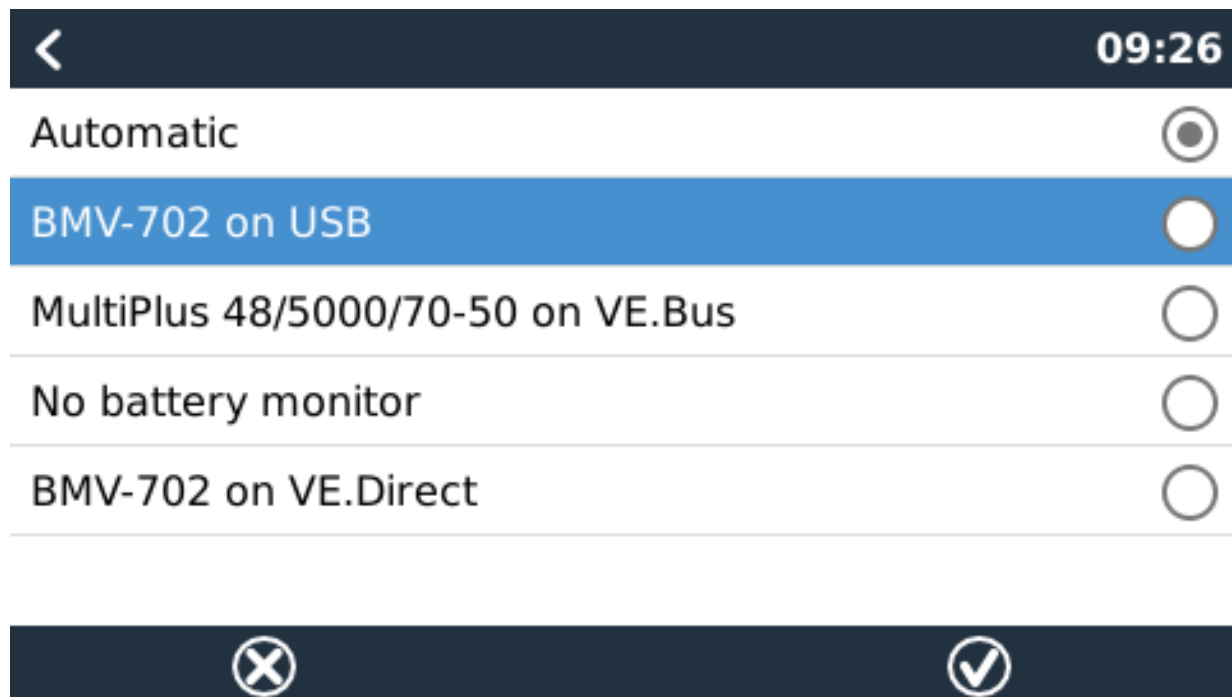 09:26
Automatic
BMV-702 on USB
MultiPlus 48/5000/70-50 on VE.Bus
No battery monitor
BMV-702 on VE.Direct